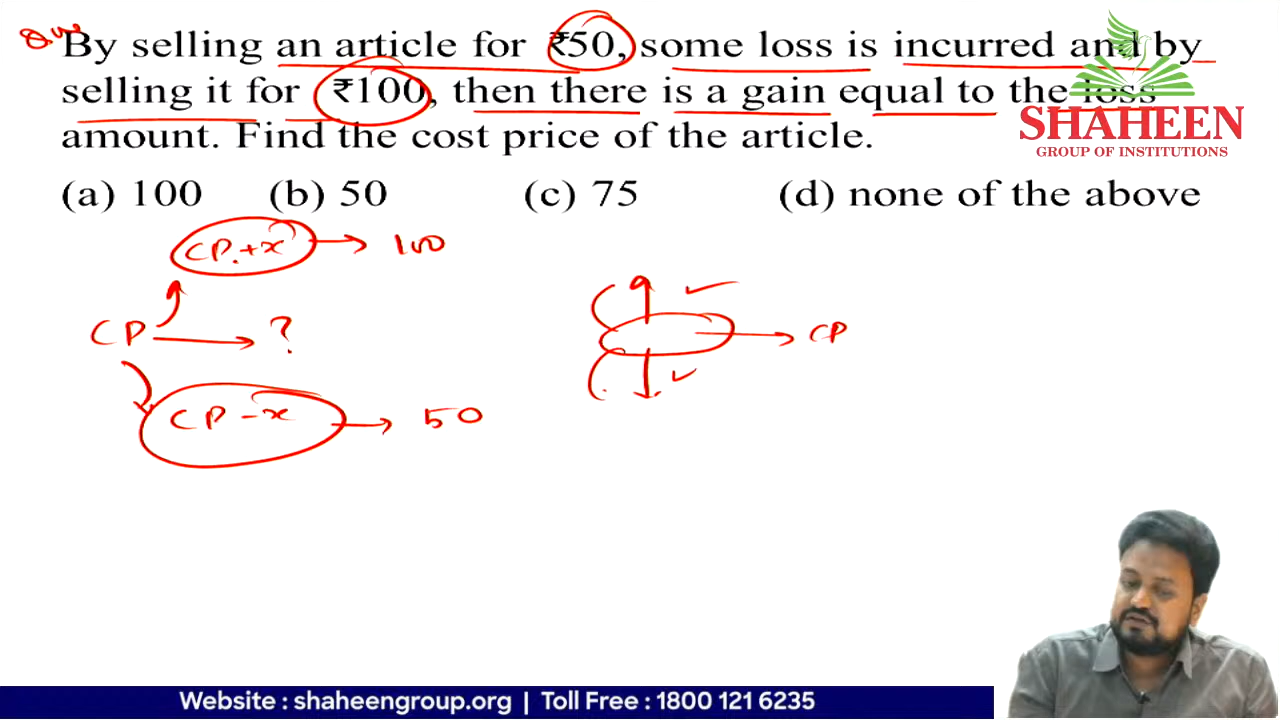 Que
By selling an article for ₹50, some loss is incurred and by
selling it for ₹100, then there is a gain equal to the loss
amount. Find the cost price of the article.
SHAHEEN
GROUP OF INSTITUTIONS
(a) 100 (b) 50 (c) 75 (d) none of the above
CP + x → 100
CP → ?
CP
CP - x → 50
Website : shaheengroup.org | Toll Free : 1800 121 6235